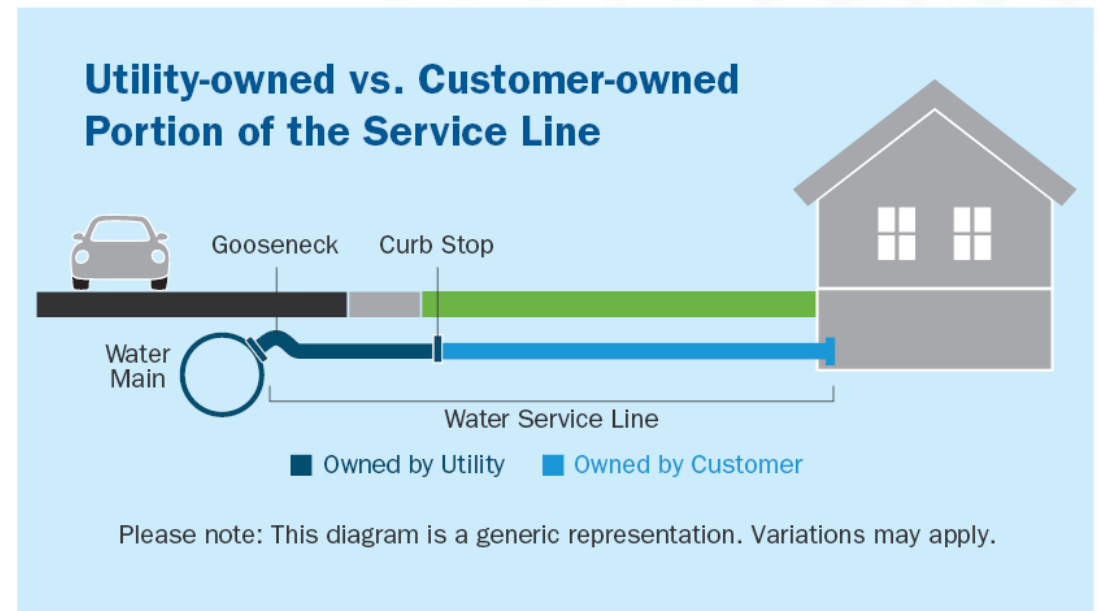 Utility-owned vs. Customer-owned
Portion of the Service Line
Gooseneck
Curb Stop
Water
Main
Water Service Line
Owned by Utility
Owned by Customer
Please note: This diagram is a generic representation. Variations may apply.